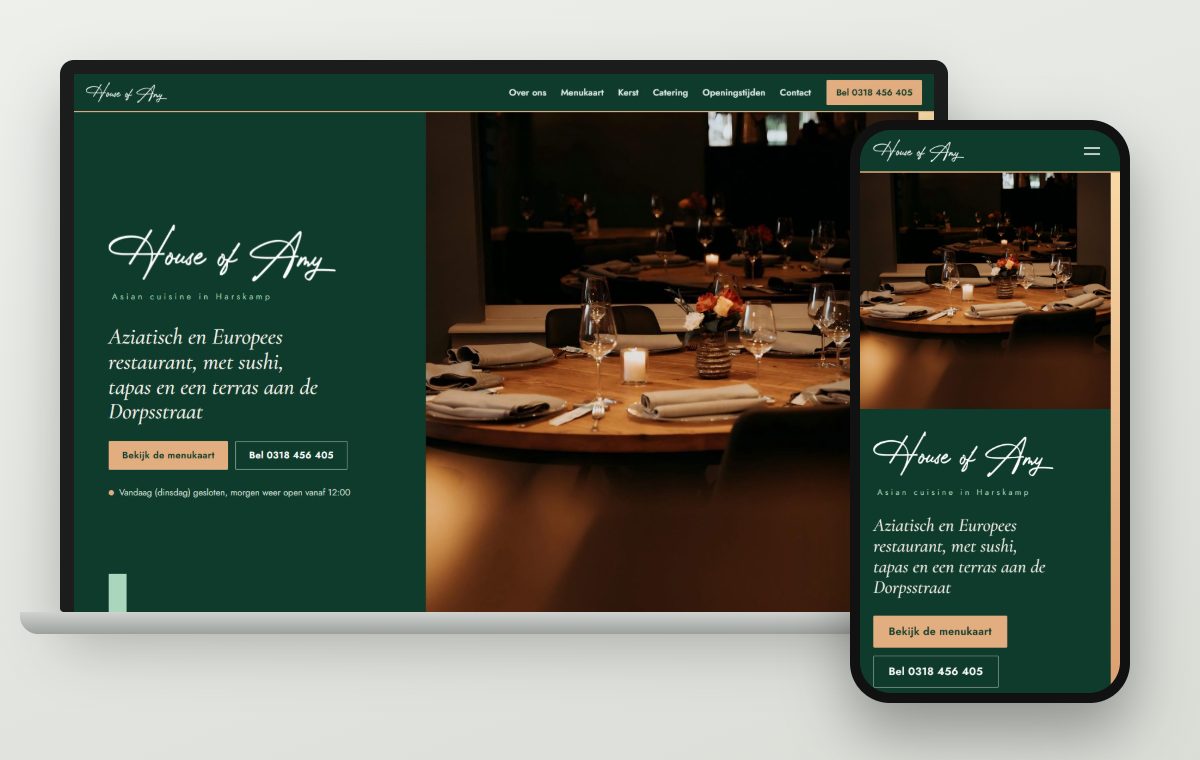 House of Amy
Over ons Menukaart Kerst Catering Openingstijden Contact Bel 0318 456 405
House of Amy
Asian cuisine in Harskamp
Aziatisch en Europees
restaurant, met sushi,
tapas en een terras aan de
Dorpsstraat
Bekijk de menukaart Bel 0318 456 405
Vandaag (dinsdag) gesloten, morgen weer open vanaf 12:00
House of Amy
House of Amy
Asian cuisine in Harskamp
Aziatisch en Europees
restaurant, met sushi,
tapas en een terras aan de
Dorpsstraat
Bekijk de menukaart
Bel 0318 456 405